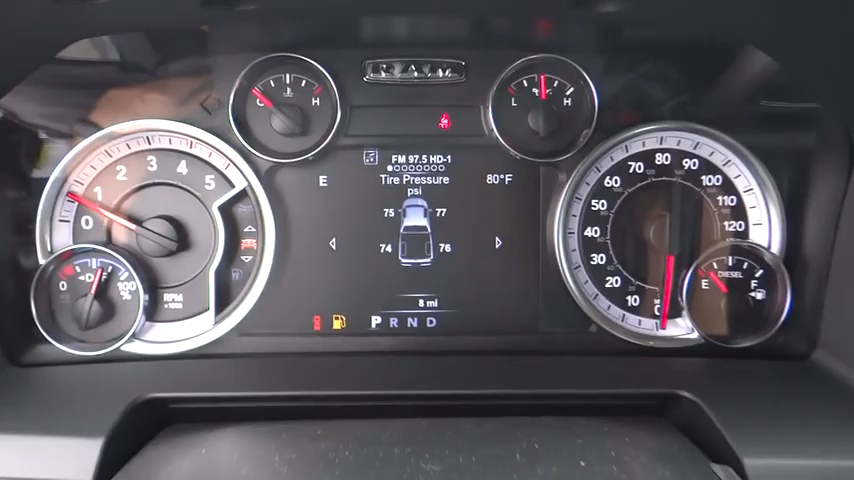 RAM
C H
L H
FM 97.5 HD-1
E
Tire Pressure
80°F
psi
75 77
74 76
8 mi
P R N D
0 1 2 3 4 5
RPM
x1000
0 DEF 100
%
0 10 20 30 40 50 60 70 80 90 100 110 120
DIESEL
E F